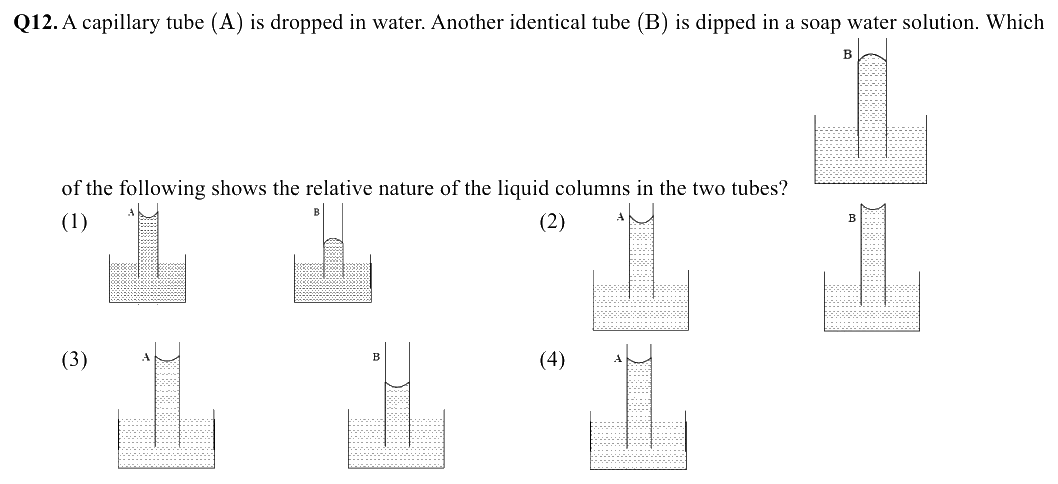 Q12. A capillary tube (A) is dropped in water. Another identical tube (B) is dipped in a soap water solution. Which
B
of the following shows the relative nature of the liquid columns in the two tubes?
(1) A B (2) A B
(3) A B (4) A